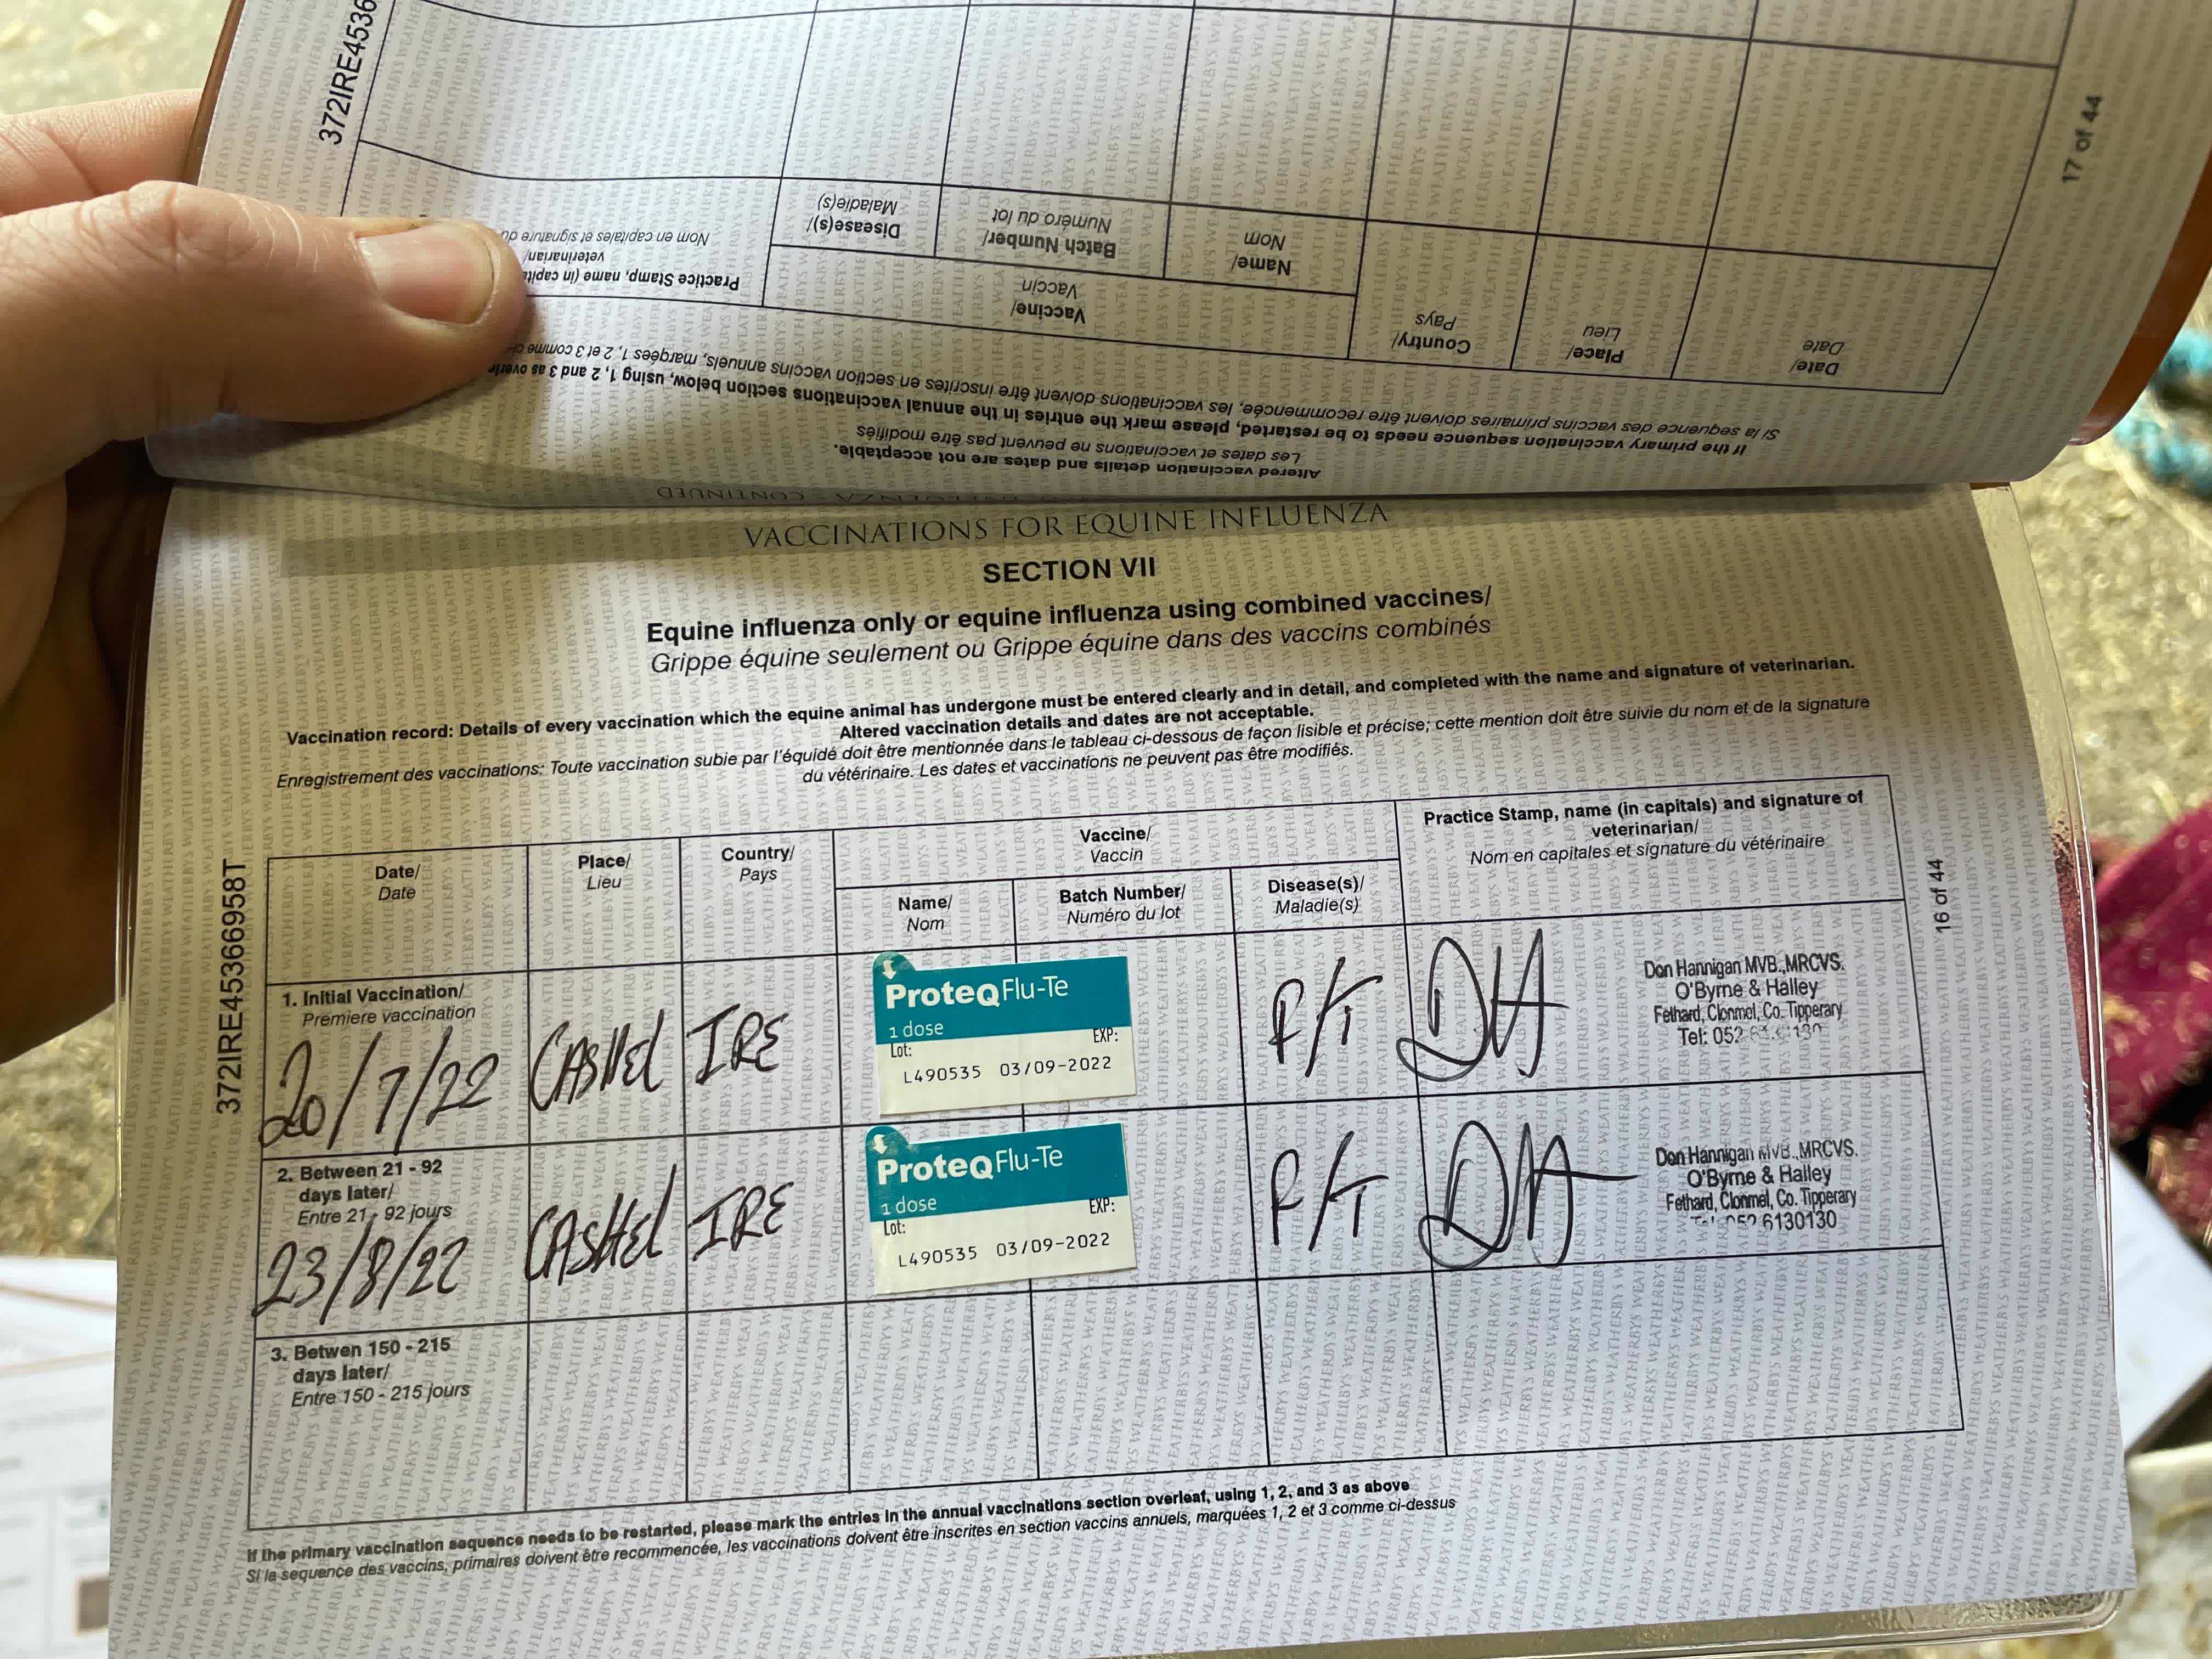 372IRE4536
17 of 44
Altered vaccination details and dates are not acceptable.
Les dates et vaccinations ne peuvent pas être modifiés
If the primary vaccination sequence needs to be restarted, please mark the entries in the annual vaccinations section below, using 1, 2 and 3 as
Si la sequence des vaccins primaires doivent être recommencée, les vaccinations doivent être inscrites en section vaccins annuels, marquées 1, 2 et 3 comme
Date/
Date
Place/
Lieu
Country/
Pays
Vaccine/
Vaccin
Name/
Nom
Batch Number/
Numéro du lot
Disease(s)/
Maladie(s)
Practice Stamp, name (in
veterinarian/
Nom en capitales et signature du
VACCINATIONS FOR EQUINE INFLUENZA
SECTION VII
Equine influenza only or equine influenza using combined vaccines/
Grippe équine seulement ou Grippe équine dans des vaccins combinés
Vaccination record: Details of every vaccination which the equine animal has undergone must be entered clearly and in detail, and completed with the name and signature of veterinarian.
Altered vaccination details and dates are not acceptable.
Enregistrement des vaccinations: Toute vaccination subie par l'équidé doit être mentionnée dans le tableau ci-dessous de façon lisible et précise; cette mention doit être suivie du nom et de la signature
du vétérinaire. Les dates et vaccinations ne peuvent pas être modifiés.
372IRE45366958T
16 of 44
Date/
Date
Place/
Lieu
Country/
Pays
Vaccine/
Vaccin
Name/
Nom
Batch Number/
Numéro du lot
Disease(s)/
Maladie(s)
Practice Stamp, name (in capitals) and signature of
veterinarian/
Nom en capitales et signature du vétérinaire
1. Initial Vaccination/
Premiere vaccination
20/7/22
CASHEL
IRE
ProteqFlu-Te
1 dose
Lot:
EXP:
L490535 03/09-2022
F/T
DH
Don Hannigan MVB.,MRCVS.
O'Byrne & Halley
Fethard, Clonmel, Co. Tipperary
Tel: 052
2. Between 21 - 92
days later/
Entre 21 - 92 jours
23/8/22
CASHEL
IRE
ProteqFlu-Te
1 dose
Lot:
EXP:
L490535 03/09-2022
F/T
DH
Don Hannigan MVB.,MRCVS.
O'Byrne & Halley
Fethard, Clonmel, Co. Tipperary
052 6130130
3. Betwen 150 - 215
days later/
Entre 150 - 215 jours
If the primary vaccination sequence needs to be restarted, please mark the entries in the annual vaccinations section overleaf, using 1, 2, and 3 as above
Si la sequence des vaccins, primaires doivent être recommencée, les vaccinations doivent être inscrites en section vaccins annuels, marquées 1, 2 et 3 comme ci-dessus